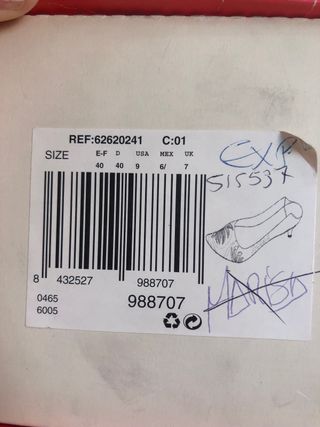 REF:62620241 C:01
SIZE E-F D USA MEX UK
40 40 9 6/ 7
EXP
515537
8 432527 988707
0465 988707
6005